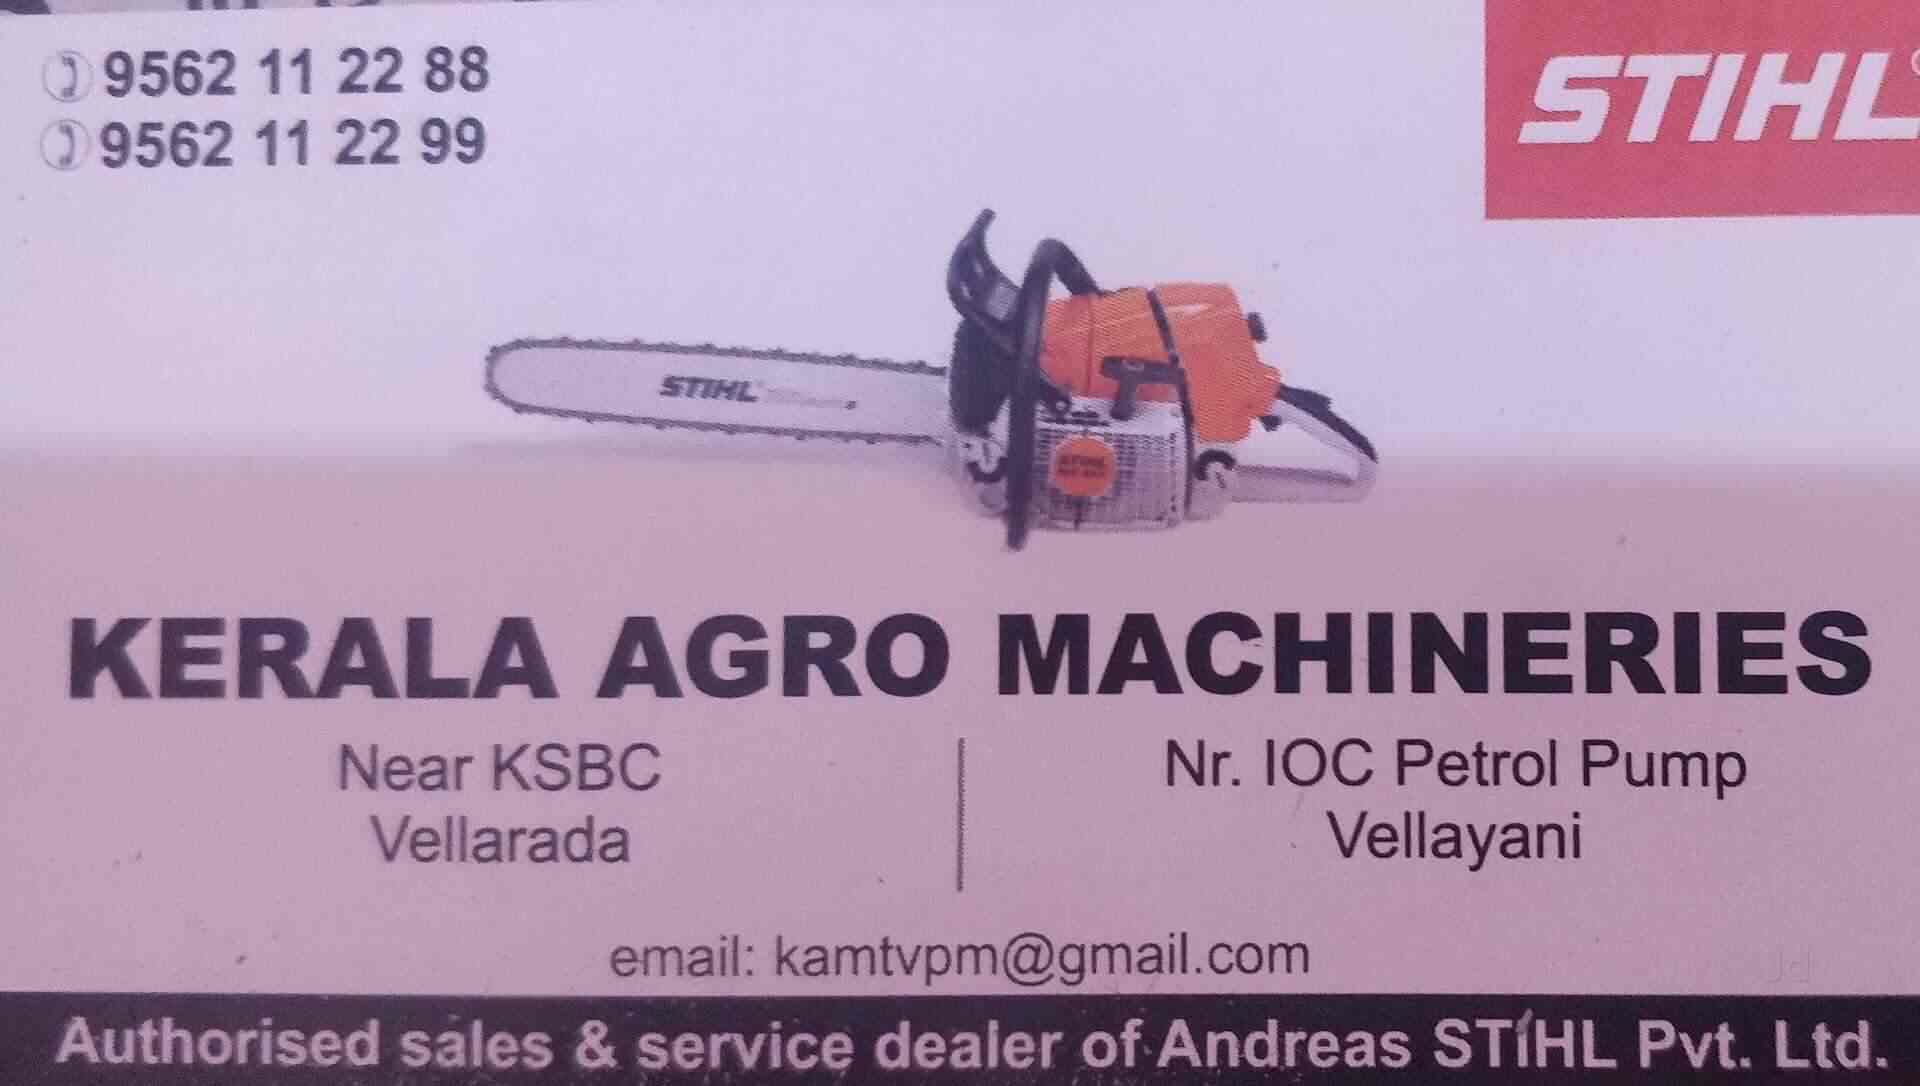 9562 11 22 88
9562 11 22 99
STIHL
STIHL
KERALA AGRO MACHINERIES
Near KSBC
Vellarada
Nr. IOC Petrol Pump
Vellayani
email: kamtvpm@gmail.com
Jd
Authorised sales & service dealer of Andreas STIHL Pvt. Ltd.